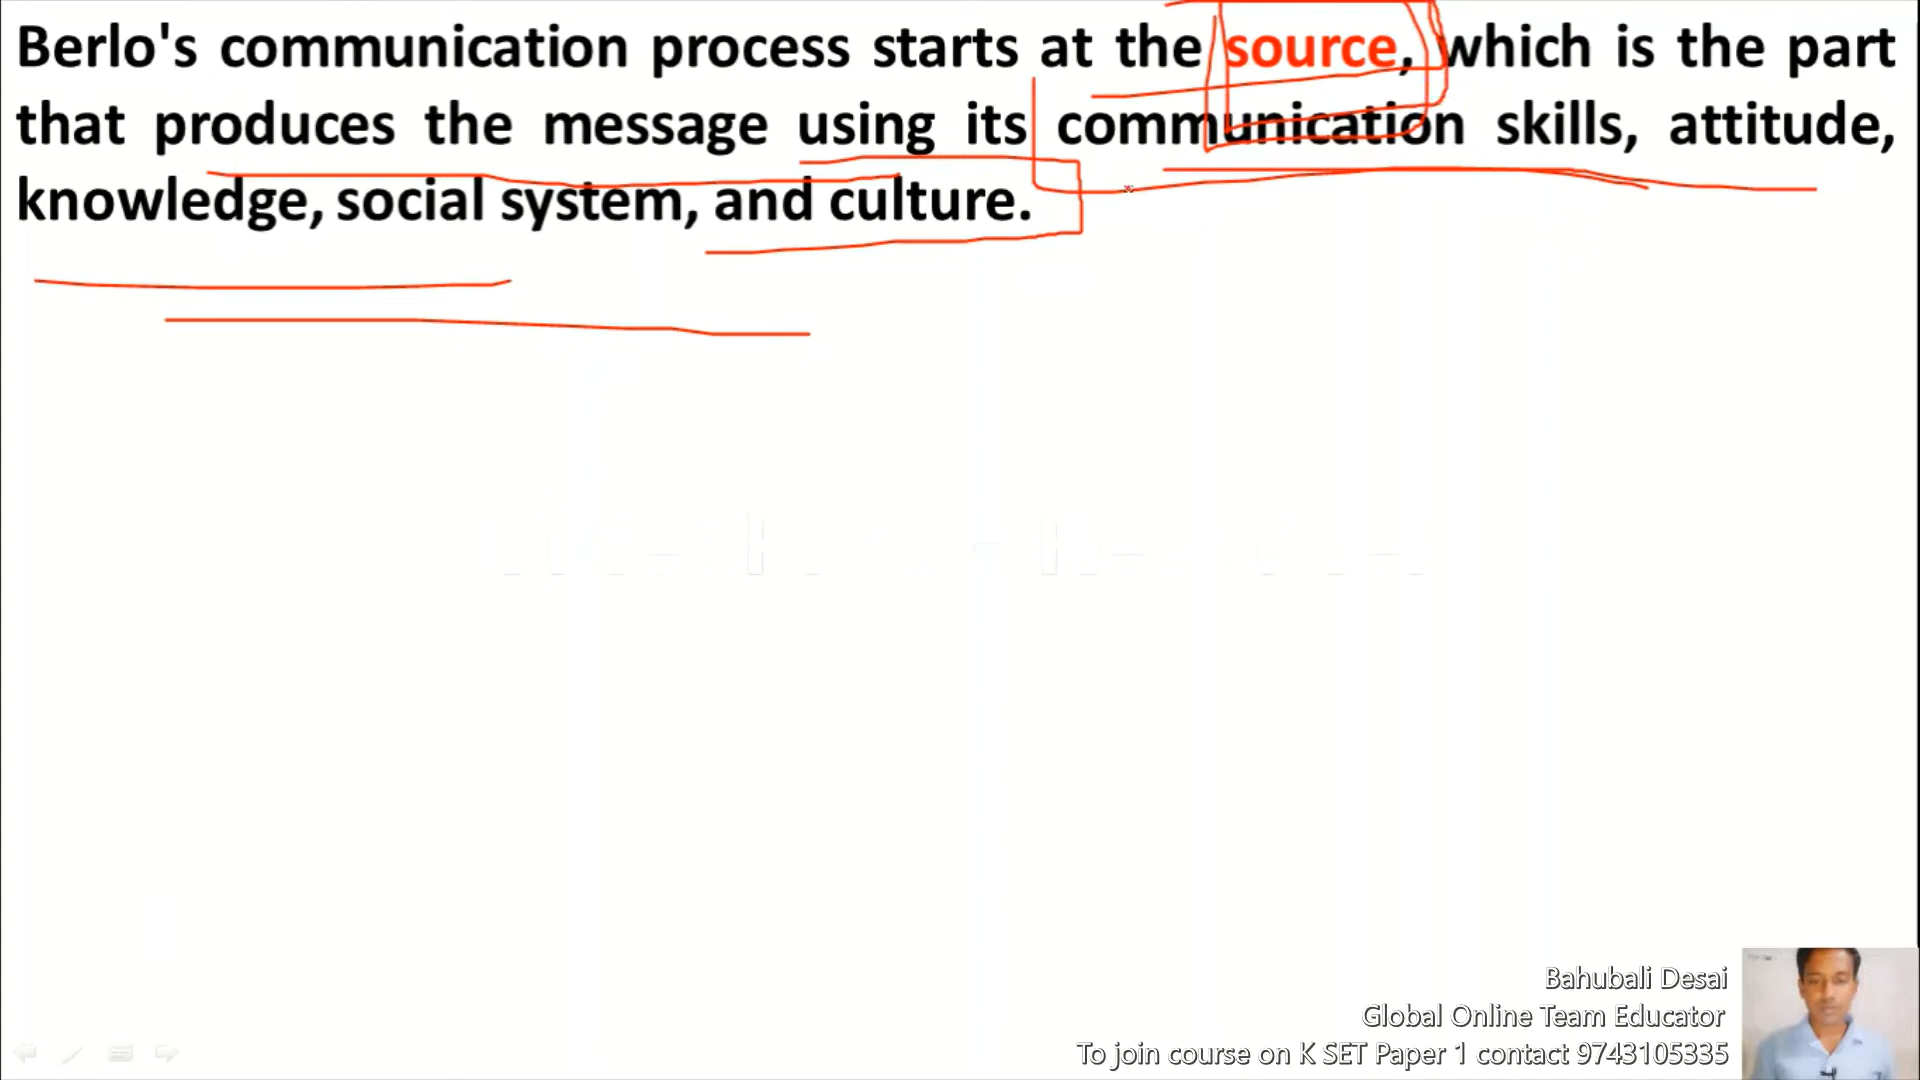 Berlo's communication process starts at the source, which is the part
that produces the message using its communication skills, attitude,
knowledge, social system, and culture.
Bahubali Desai
Global Online Team Educator
To join course on K SET Paper 1 contact 9743105335